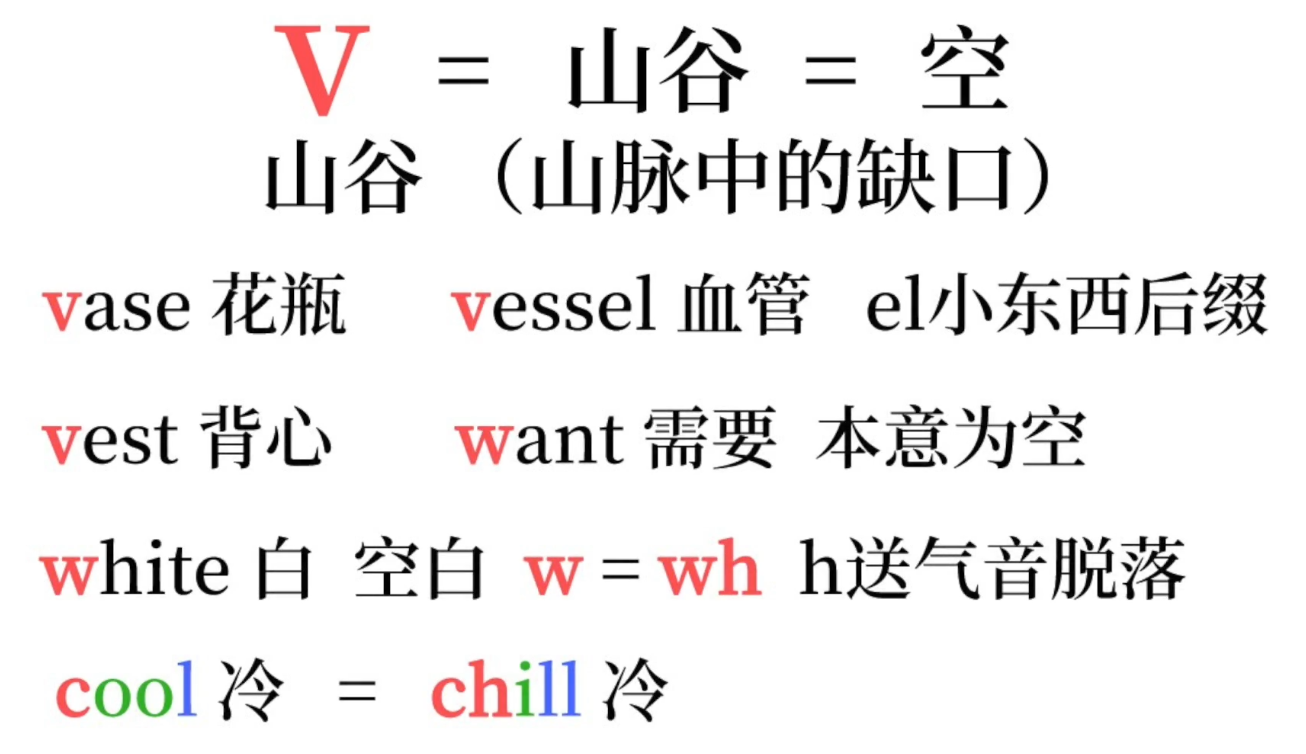 V = 山谷 = 空
山谷 （山脉中的缺口）
vase 花瓶 vessel 血管 el小东西后缀
vest 背心 want 需要 本意为空
white 白 空白 w = wh h送气音脱落
cool 冷 = chill 冷